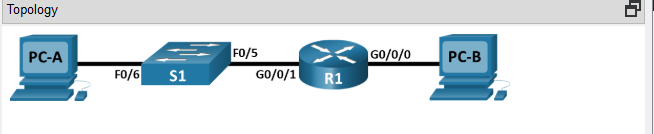 Topology
PC-A
F0/6
S1
F0/5
G0/0/1
R1
G0/0/0
PC-B